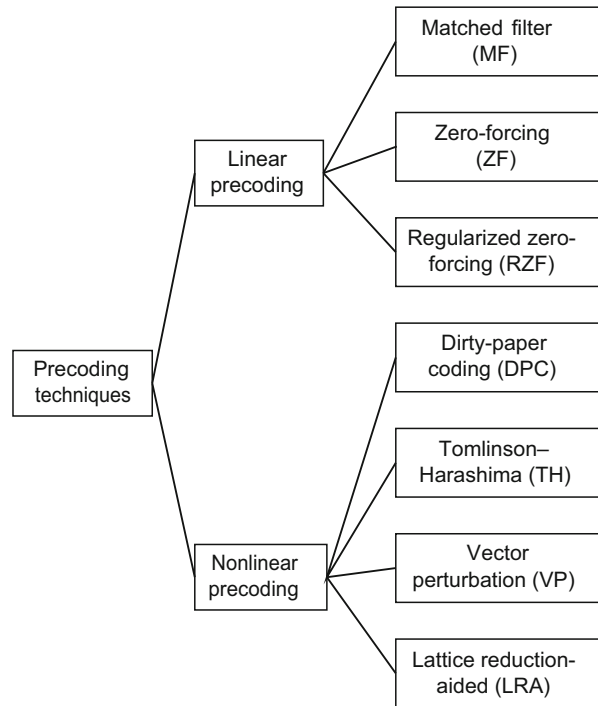 Matched filter
(MF)
Zero-forcing
(ZF)
Linear
precoding
Regularized zero-
forcing (RZF)
Precoding
techniques
Dirty-paper
coding (DPC)
Tomlinson–
Harashima (TH)
Nonlinear
precoding
Vector
perturbation (VP)
Lattice reduction-
aided (LRA)